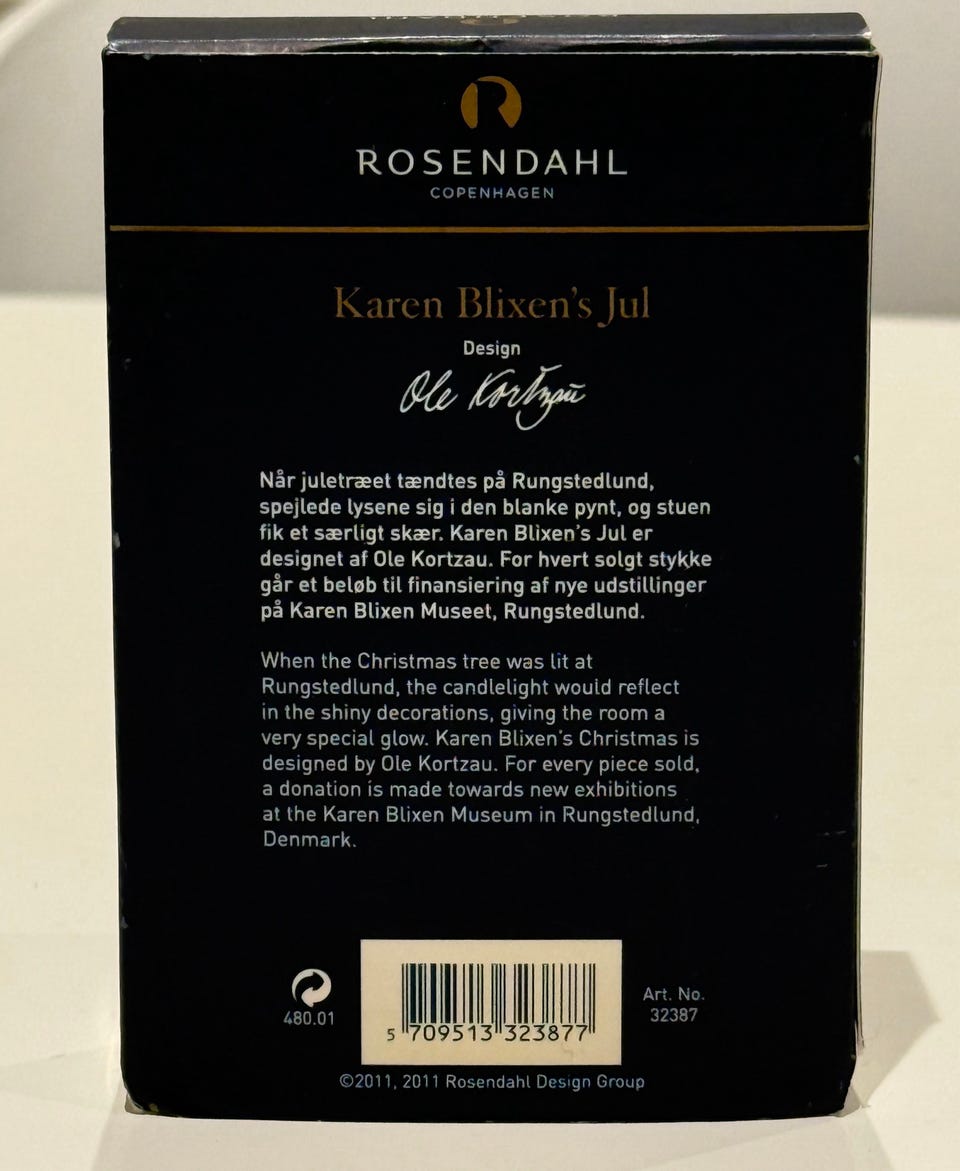 ROSENDAHL
COPENHAGEN
Karen Blixen's Jul
Design
Ole Kortzau
Når juletræet tændtes på Rungstedlund,
spejlede lysene sig i den blanke pynt, og stuen
fik et særligt skær. Karen Blixen's Jul er
designet af Ole Kortzau. For hvert solgt stykke
går et beløb til finansiering af nye udstillinger
på Karen Blixen Museet, Rungstedlund.
When the Christmas tree was lit at
Rungstedlund, the candlelight would reflect
in the shiny decorations, giving the room a
very special glow. Karen Blixen's Christmas is
designed by Ole Kortzau. For every piece sold,
a donation is made towards new exhibitions
at the Karen Blixen Museum in Rungstedlund,
Denmark.
480.01
5 709513 323877
Art. No.
32387
©2011, 2011 Rosendahl Design Group